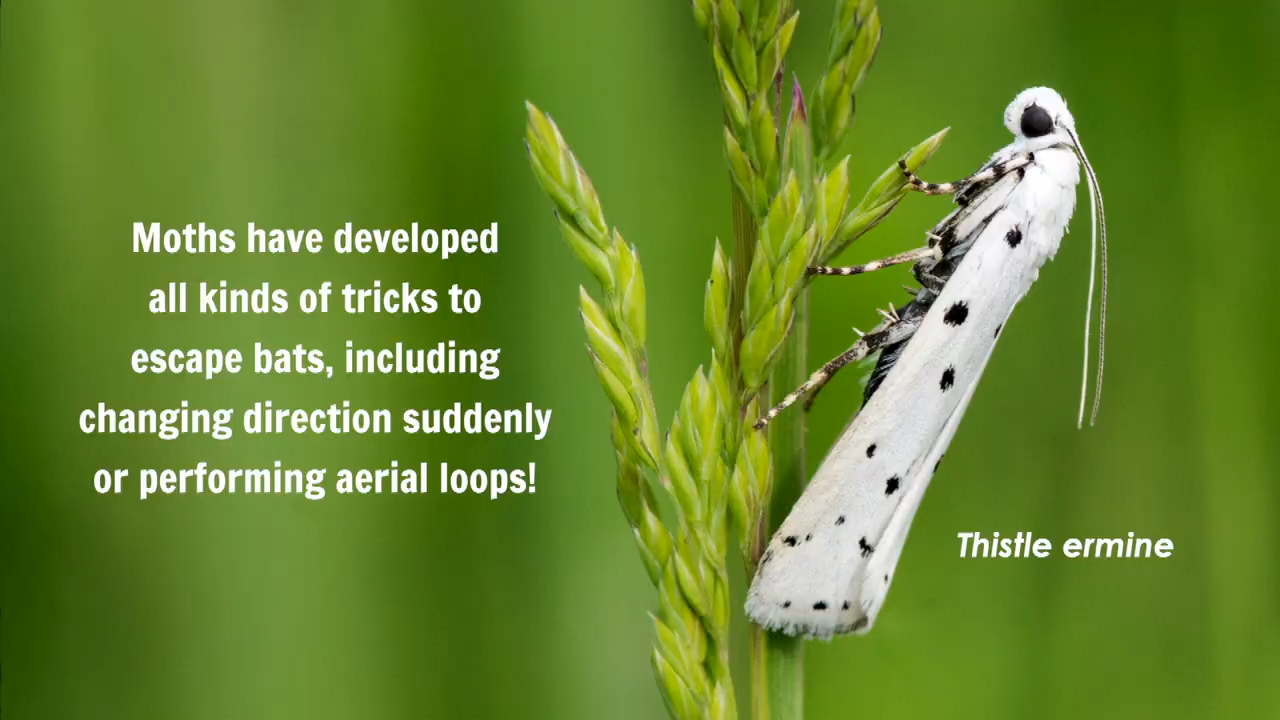 Moths have developed
all kinds of tricks to
escape bats, including
changing direction suddenly
or performing aerial loops!
Thistle ermine